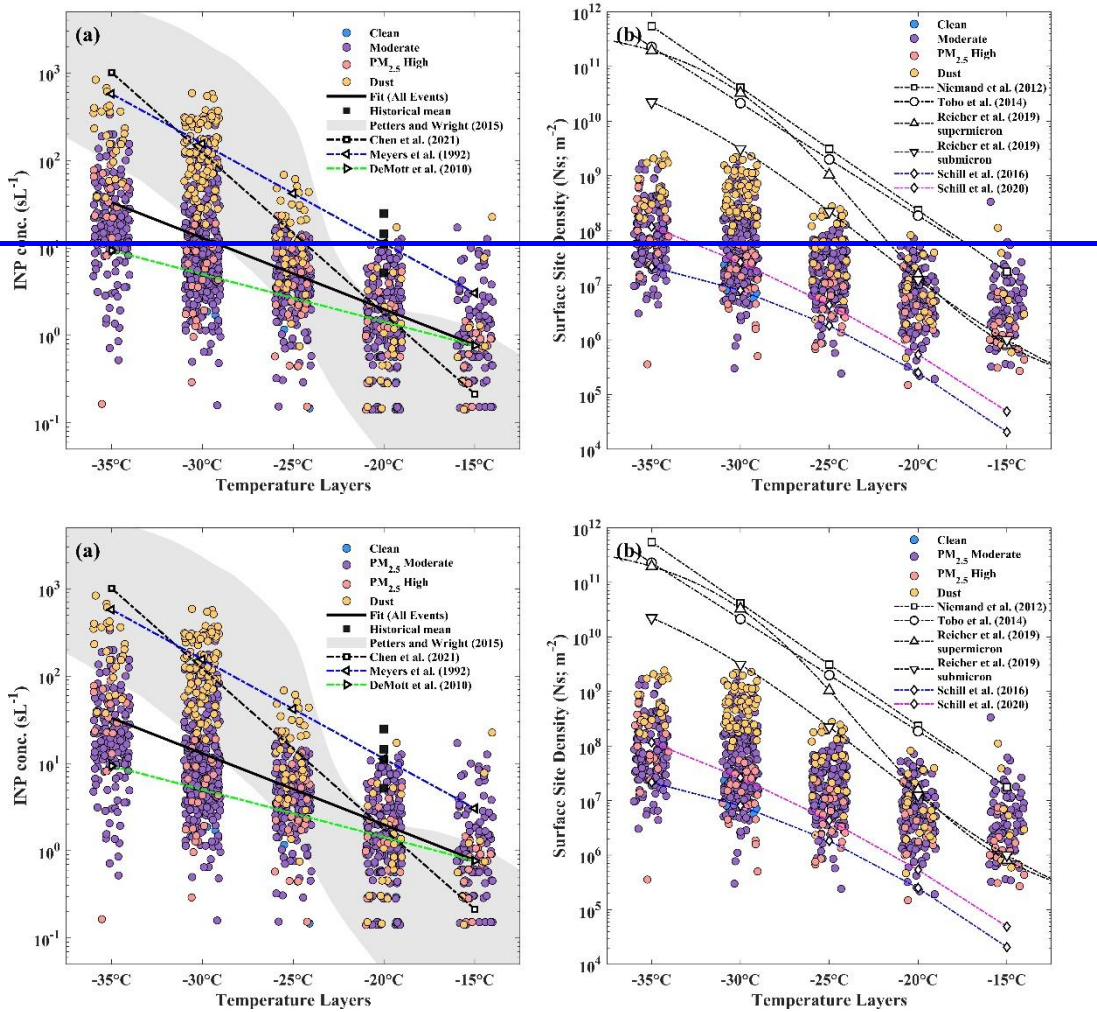 (a)
Clean
Moderate
PM2.5 High
Dust
Fit (All Events)
Historical mean
Petters and Wright (2015)
Chen et al. (2021)
Meyers et al. (1992)
DeMott et al. (2010)
INP conc. (sL-1)
103
102
101
100
10-1
-35°C -30°C -25°C -20°C -15°C
Temperature Layers
(b)
Clean
Moderate
PM2.5 High
Dust
Niemand et al. (2012)
Tobo et al. (2014)
Reicher et al. (2019)
supermicron
Reicher et al. (2019)
submicron
Schill et al. (2016)
Schill et al. (2020)
Surface Site Density (Ns; m-2)
1012
1011
1010
109
108
107
106
105
104
-35°C -30°C -25°C -20°C -15°C
Temperature Layers
(a)
Clean
PM2.5 Moderate
PM2.5 High
Dust
Fit (All Events)
Historical mean
Petters and Wright (2015)
Chen et al. (2021)
Meyers et al. (1992)
DeMott et al. (2010)
INP conc. (sL-1)
103
102
101
100
10-1
-35°C -30°C -25°C -20°C -15°C
Temperature Layers
(b)
Clean
PM2.5 Moderate
PM2.5 High
Dust
Niemand et al. (2012)
Tobo et al. (2014)
Reicher et al. (2019)
supermicron
Reicher et al. (2019)
submicron
Schill et al. (2016)
Schill et al. (2020)
Surface Site Density (Ns; m-2)
1012
1011
1010
109
108
107
106
105
104
-35°C -30°C -25°C -20°C -15°C
Temperature Layers